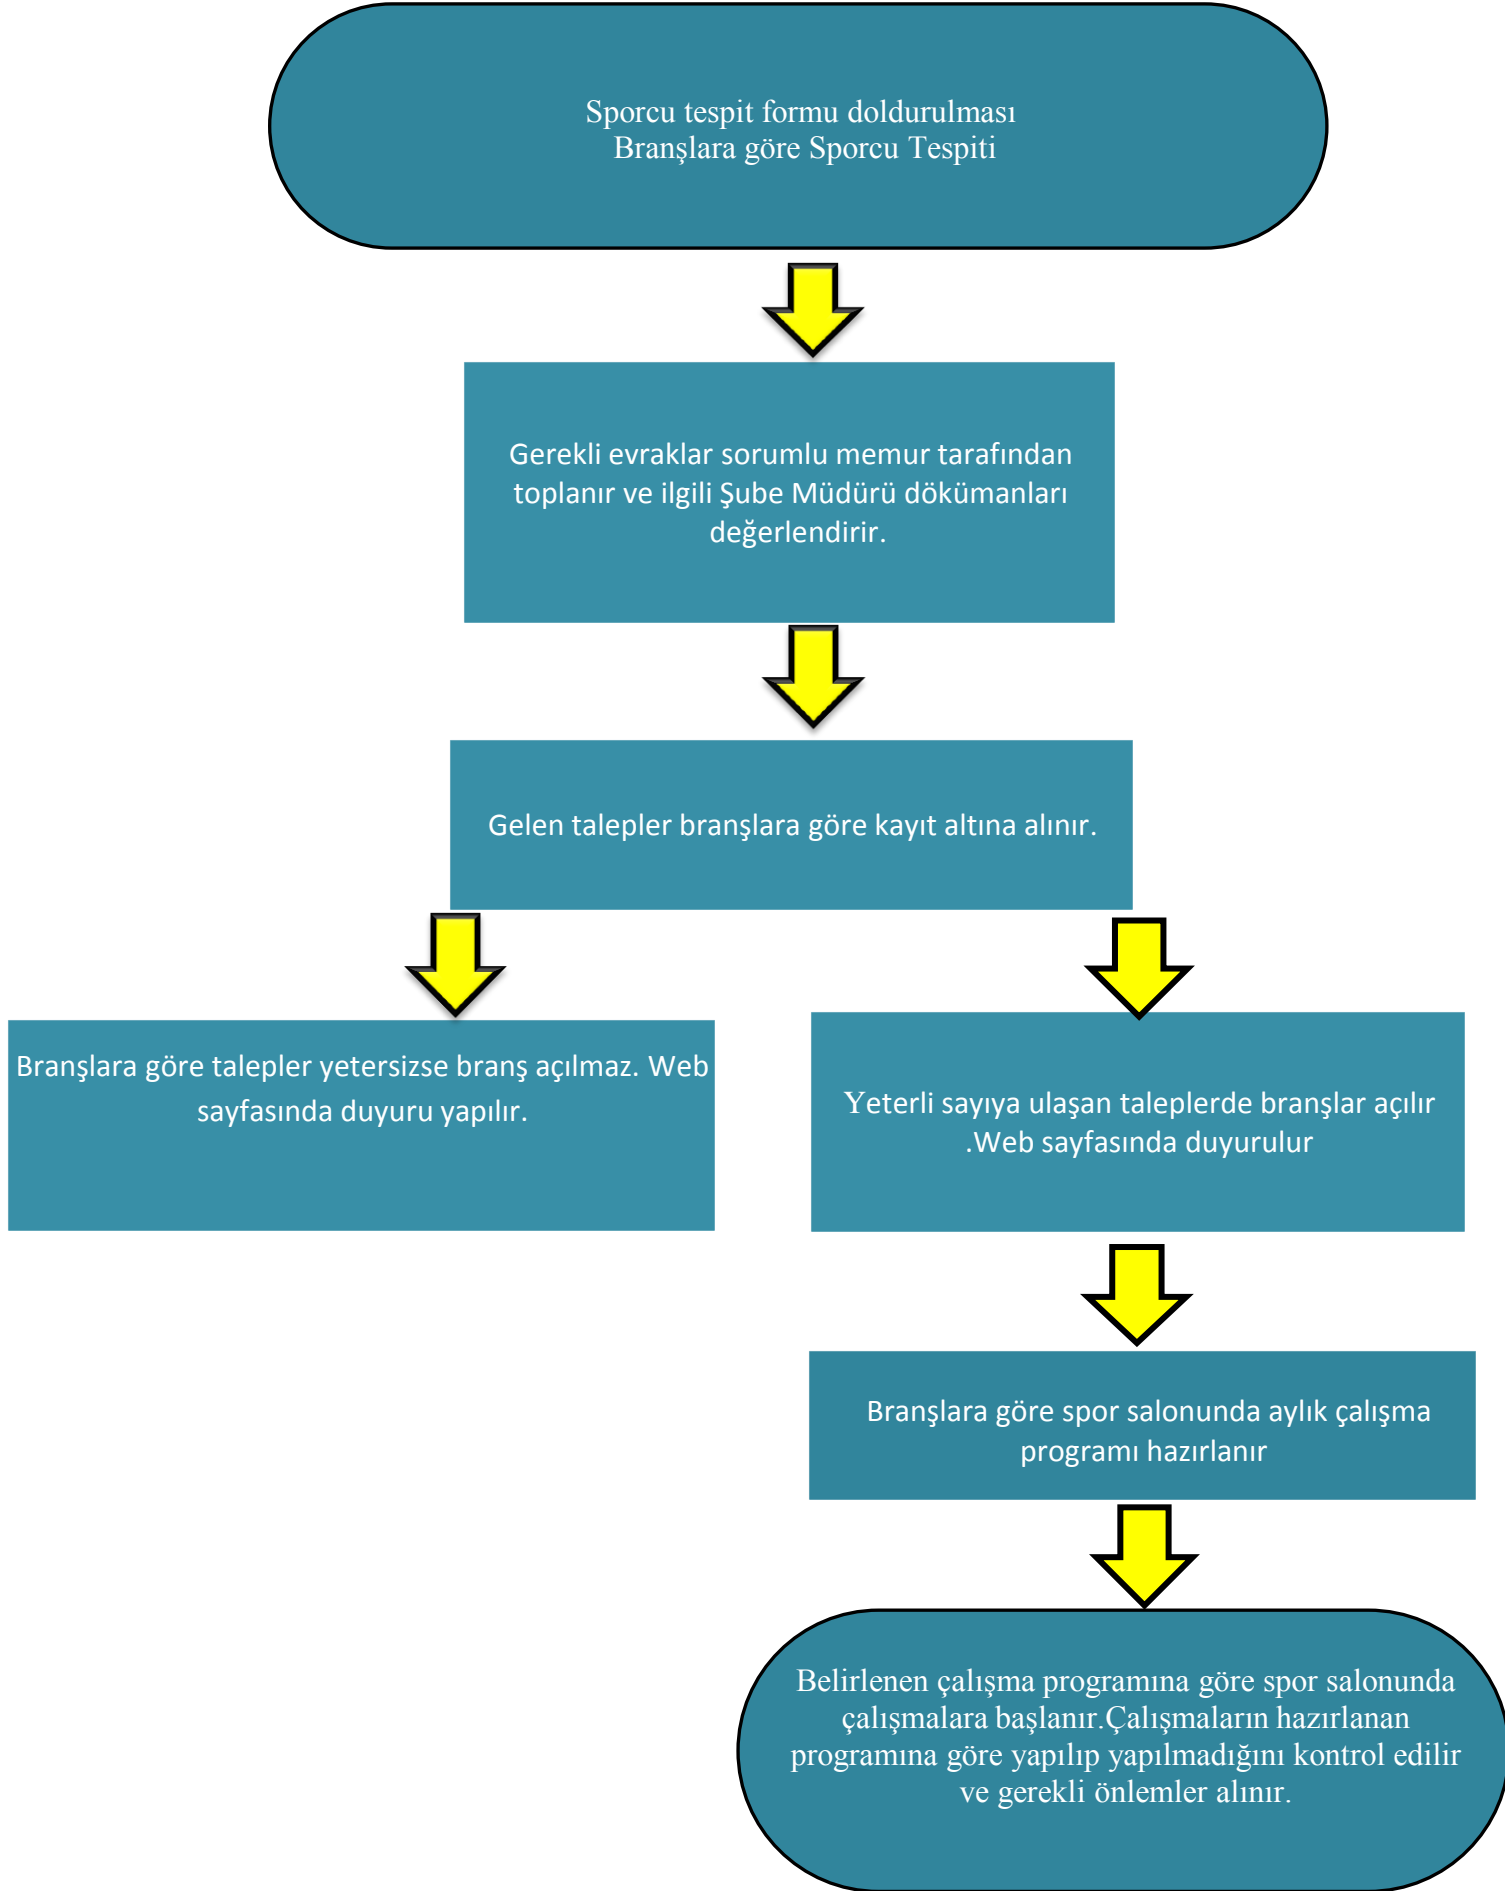 Sporcu tespit formu doldurulması
Branşlara göre Sporcu Tespiti
Gerekli evraklar sorumlu memur tarafından
toplanır ve ilgili Şube Müdürü dökümanları
değerlendirir.
Gelen talepler branşlara göre kayıt altına alınır.
Branşlara göre talepler yetersizse branş açılmaz. Web
sayfasında duyuru yapılır.
Yeterli sayıya ulaşan taleplerde branşlar açılır
.Web sayfasında duyurulur
Branşlara göre spor salonunda aylık çalışma
programı hazırlanır
Belirlenen çalışma programına göre spor salonunda
çalışmalara başlanır.Çalışmaların hazırlanan
programına göre yapılıp yapılmadığını kontrol edilir
ve gerekli önlemler alınır.